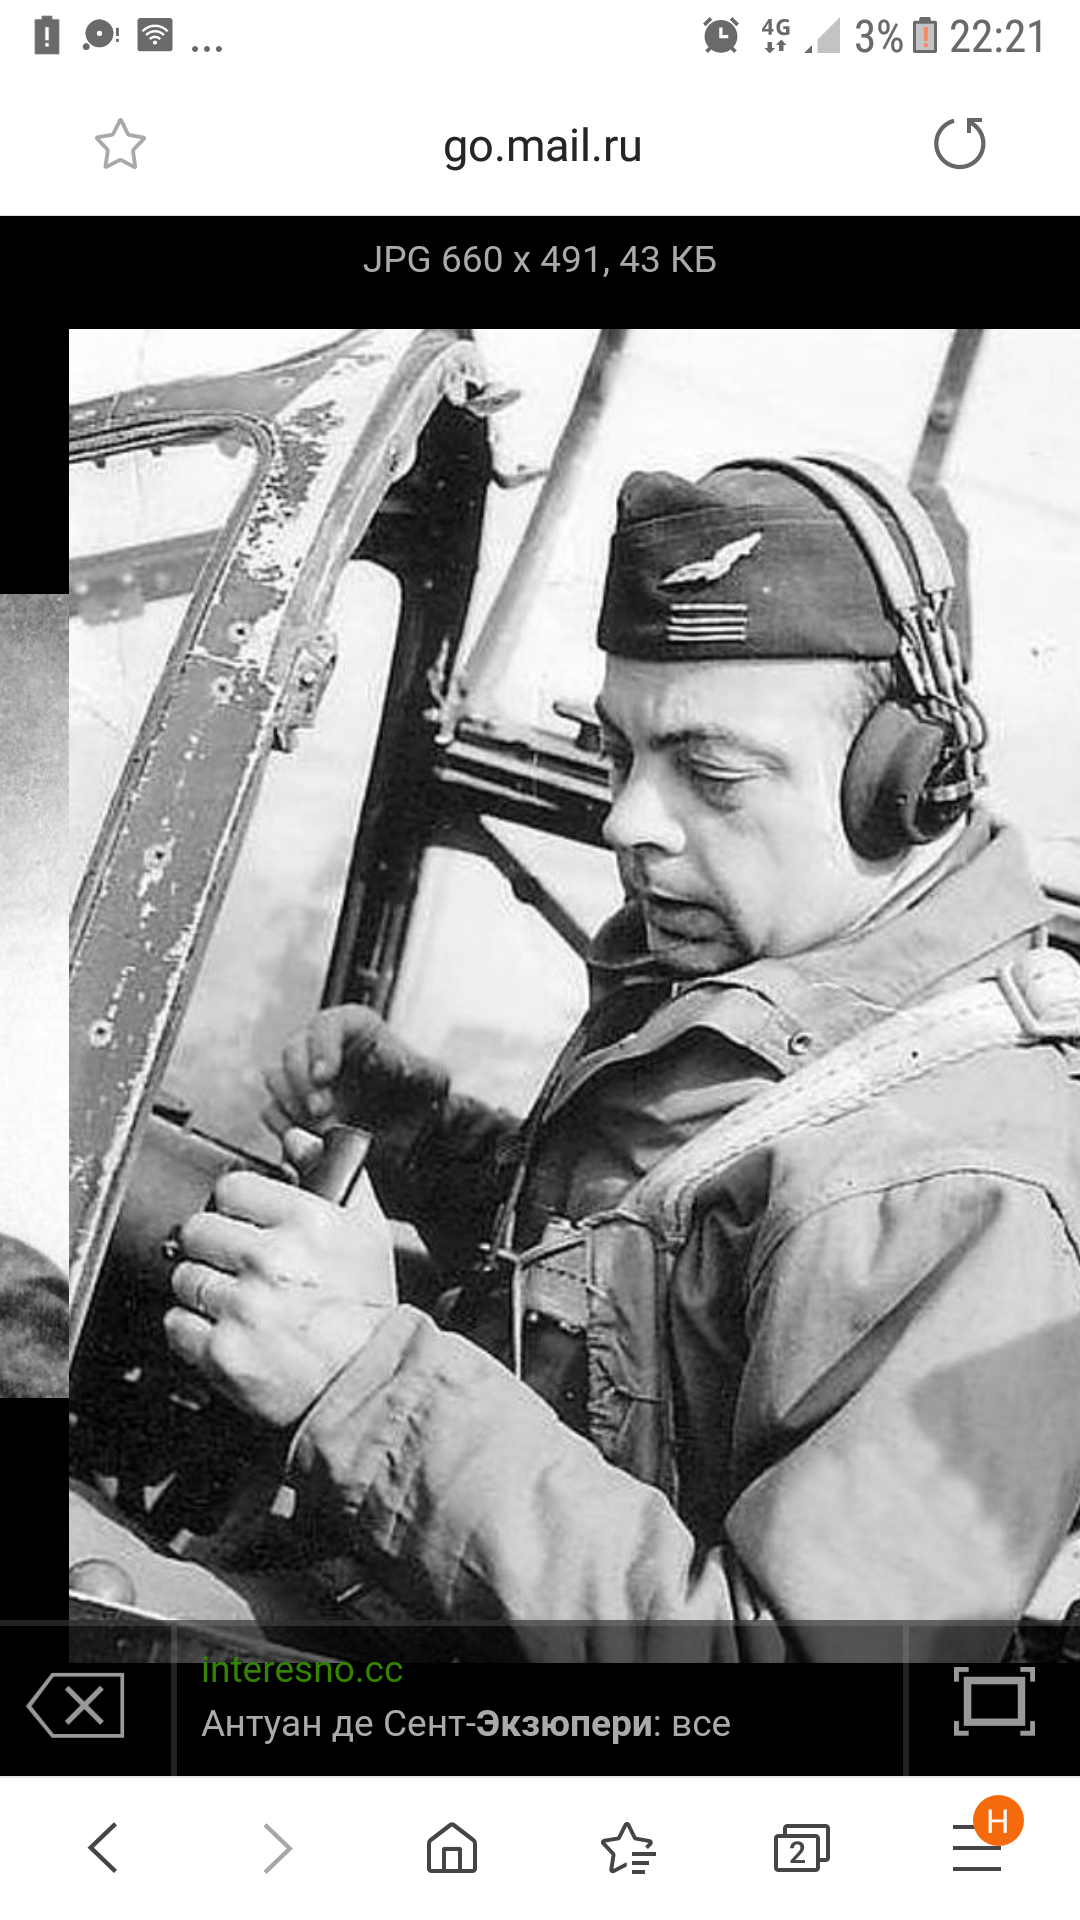 4G
3%
22:21
go.mail.ru
JPG 660 x 491, 43 КБ
interesno.cc
Антуан де Сент-Экзюпери: все
2
H